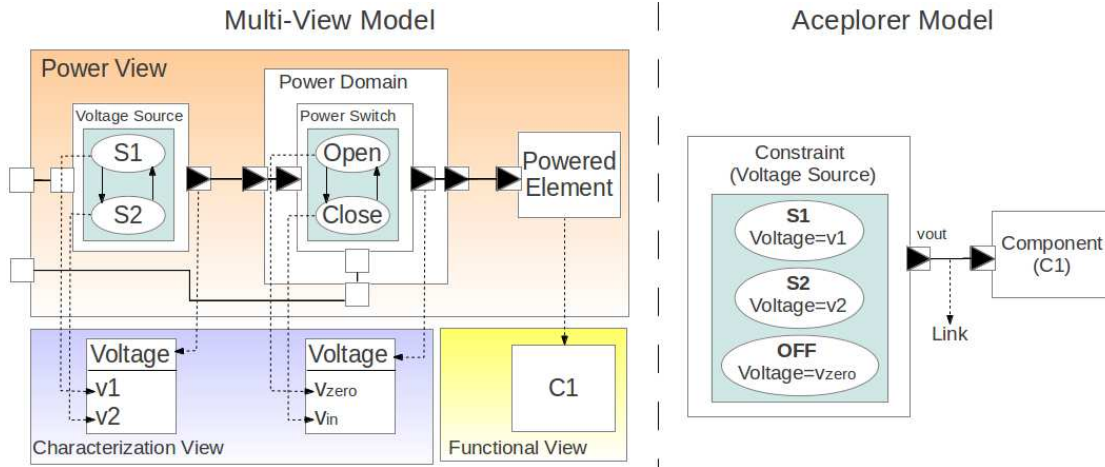 Multi-View Model
Power View
Power Domain
Voltage Source
S1
S2
Power Switch
Open
Close
Powered
Element
Voltage
v1
v2
Voltage
vzero
vin
Characterization View
C1
Functional View
Aceplorer Model
Constraint
(Voltage Source)
S1
Voltage=v1
S2
Voltage=v2
OFF
Voltage=vzero
vout
Link
Component
(C1)